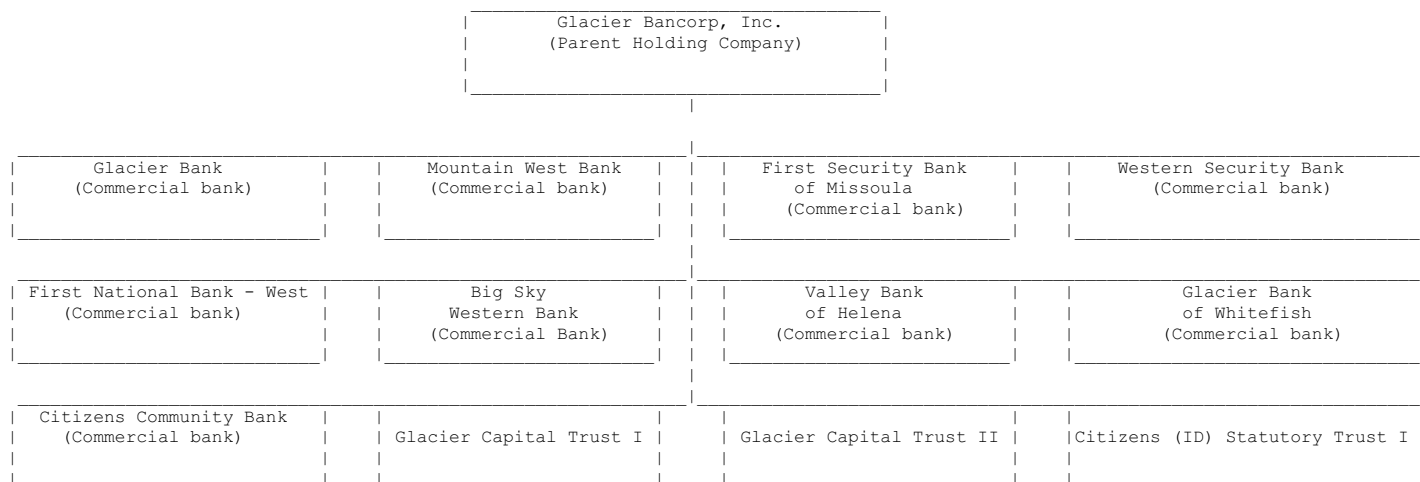 Glacier Bancorp, Inc.
(Parent Holding Company)
Glacier Bank
(Commercial bank)
Mountain West Bank
(Commercial bank)
First Security Bank
of Missoula
(Commercial bank)
Western Security Bank
(Commercial bank)
First National Bank - West
(Commercial bank)
Big Sky
Western Bank
(Commercial Bank)
Valley Bank
of Helena
(Commercial bank)
Glacier Bank
of Whitefish
(Commercial bank)
Citizens Community Bank
(Commercial bank)
Glacier Capital Trust I
Glacier Capital Trust II
Citizens (ID) Statutory Trust I